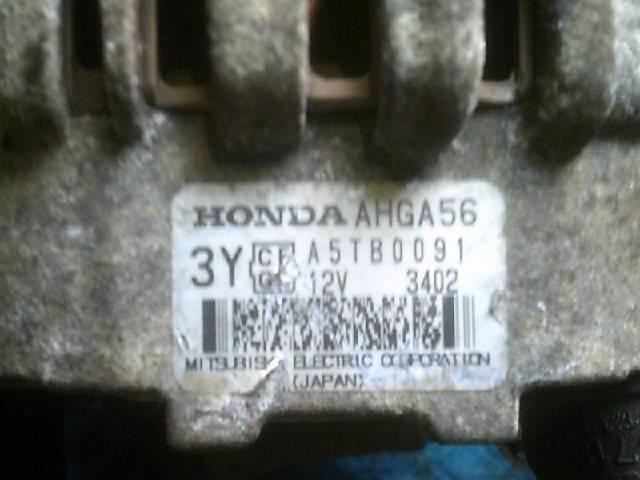 HONDA AHGA56
3Y A5TB0091
12V 3402
MITSUBISHI ELECTRIC CORPORATION
(JAPAN)